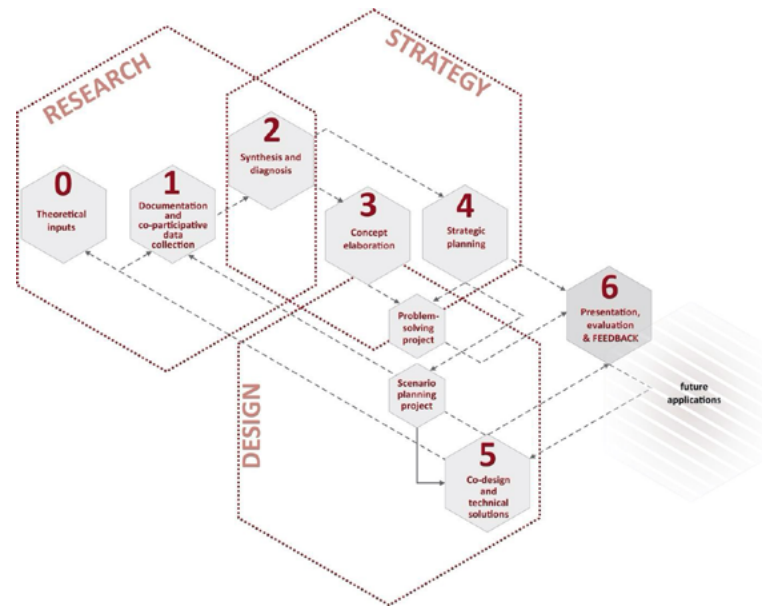 RESEARCH
STRATEGY
0
Theoretical
inputs
1
Documentation
and
co-participative
data
collection
2
Synthesis and
diagnosis
3
Concept
elaboration
4
Strategic
planning
Problem-
solving
project
Scenario
planning
project
DESIGN
5
Co-design
and
technical
solutions
6
Presentation,
evaluation
& FEEDBACK
future
applications